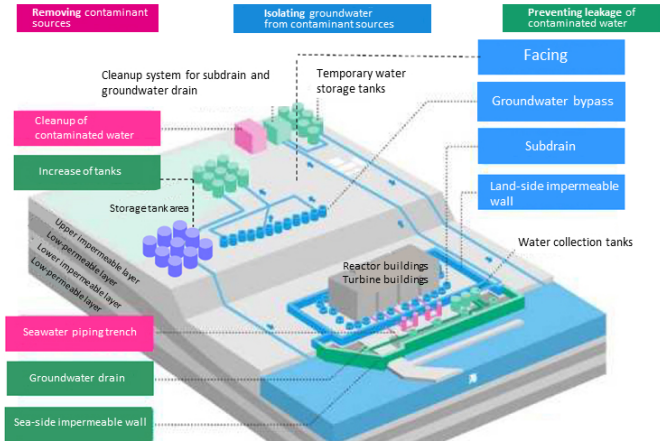 Removing contaminant
sources
Isolating groundwater
from contaminant sources
Preventing leakage of
contaminated water
Facing
Cleanup system for subdrain and
groundwater drain
Temporary water
storage tanks
Groundwater bypass
Cleanup of
contaminated water
Subdrain
Increase of tanks
Land-side impermeable
wall
Storage tank area
Water collection tanks
Upper impermeable layer
Low-permeable layer
Lower impermeable layer
Low-permeable layer
Reactor buildings
Turbine buildings
Seawater piping trench
Groundwater drain
Sea-side impermeable wall